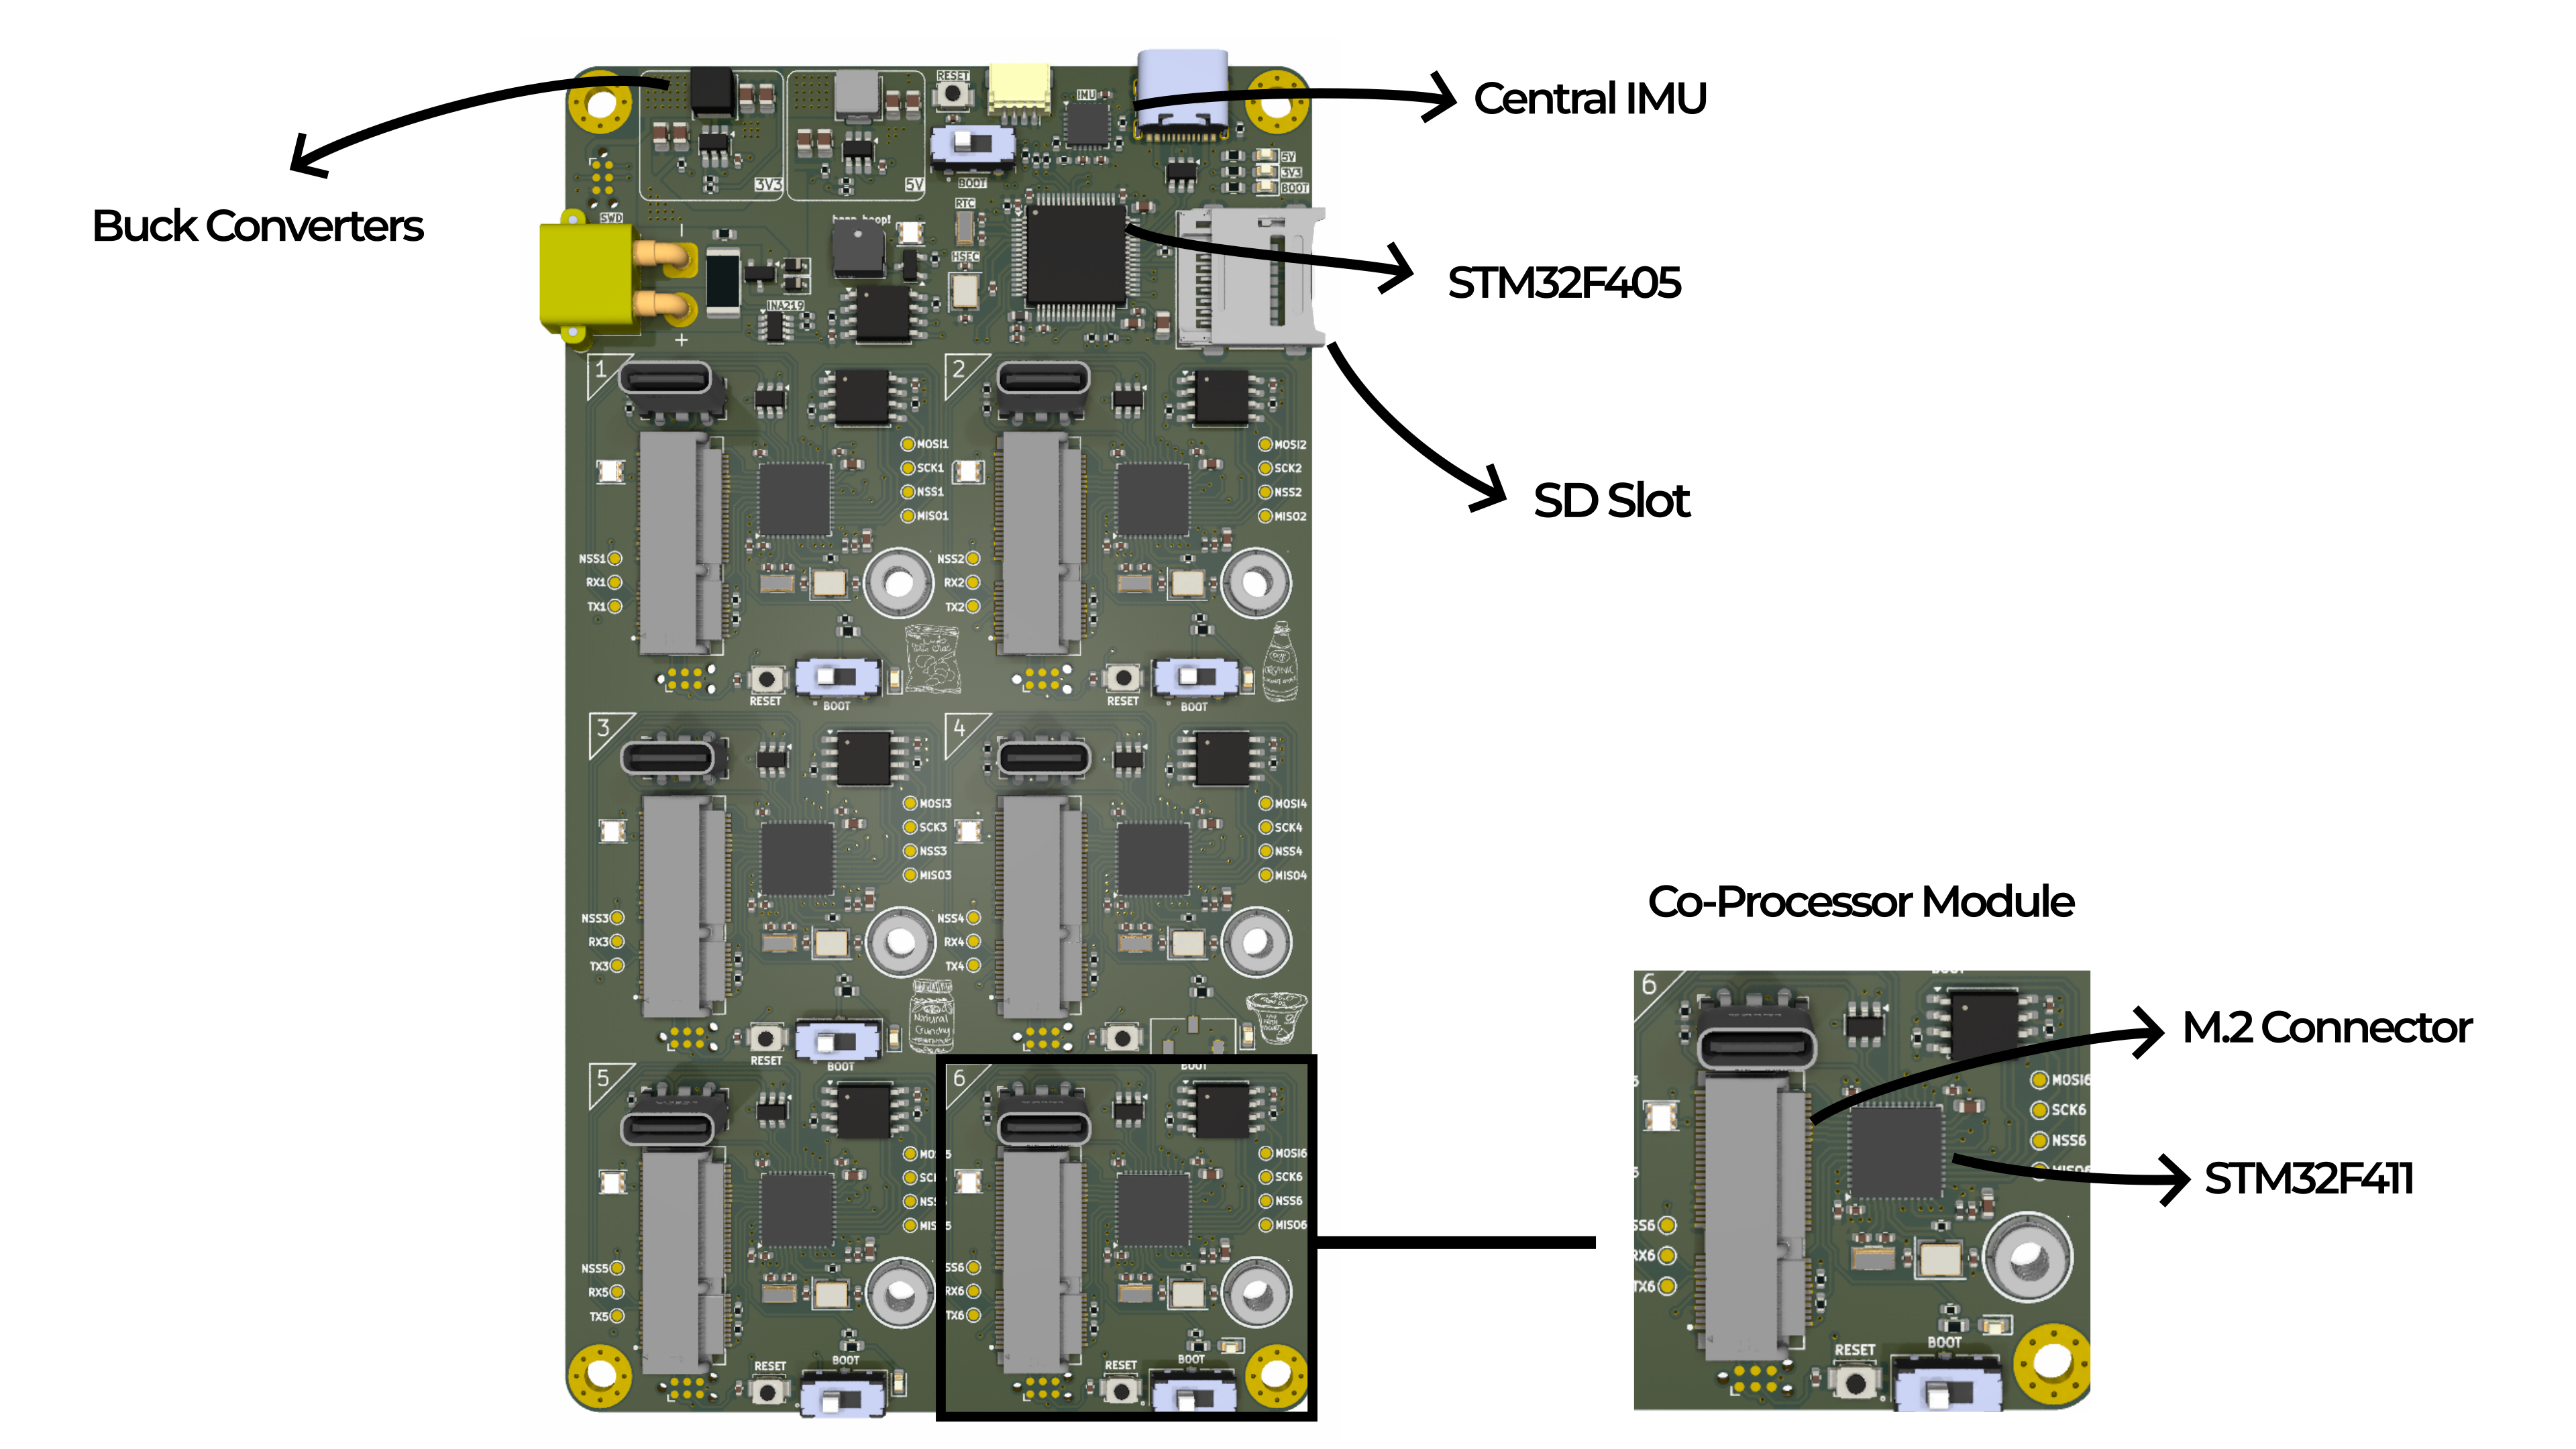 Buck Converters
Central IMU
STM32F405
SD Slot
Co-Processor Module
M.2 Connector
STM32F411
RESET
IMU
BOOT
3V3
5V
5V
3V3
BOOT
SWD
RTC
HSEC
INA219
-
+
1
MOSI1
SCK1
NSS1
MISO1
NSS1
RX1
TX1
RESET
BOOT
2
MOSI2
SCK2
NSS2
MISO2
NSS2
RX2
TX2
RESET
BOOT
ORGANIC
3
MOSI3
SCK3
NSS3
MISO3
NSS3
RX3
TX3
RESET
BOOT
Natural
Crunchy
4
MOSI4
SCK4
NSS4
MISO4
NSS4
RX4
TX4
5
NSS5
RX5
TX5
RESET
BOOT
6
MOSI6
SCK6
NSS6
MISO6
SS6
RX6
TX6
RESET
BOOT
6
MOSI6
SCK6
NSS6
MISO6
SS6
RX6
TX6
RESET
BOOT